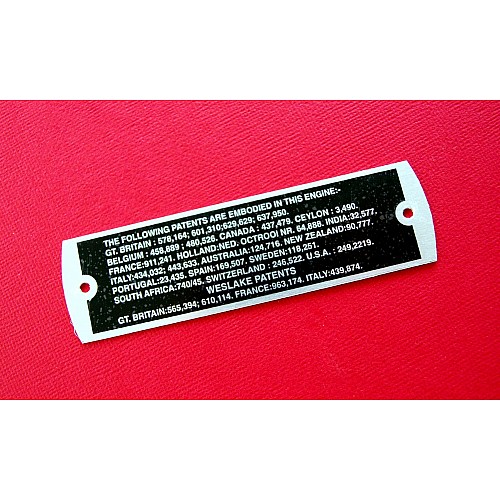 THE FOLLOWING PATENTS ARE EMBODIED IN THIS ENGINE:-
GT. BRITAIN : 578,164; 601,310;629,629; 637,950.
BELGIUM : 458,889 ; 480,526. CANADA : 437,479. CEYLON : 3,490.
FRANCE:911,241. HOLLAND:NED. OCTROOI NR. 64,888. INDIA:32,577.
ITALY:434,032; 443,633. AUSTRALIA:124,716. NEW ZEALAND:90,777.
PORTUGAL:23,435. SPAIN:169,507. SWEDEN:118,251.
SOUTH AFRICA:740/45. SWITZERLAND : 246,522. U.S.A. : 249,2219.
WESLAKE PATENTS
GT. BRITAIN:565,394; 610,114. FRANCE:963,174. ITALY:439,874.